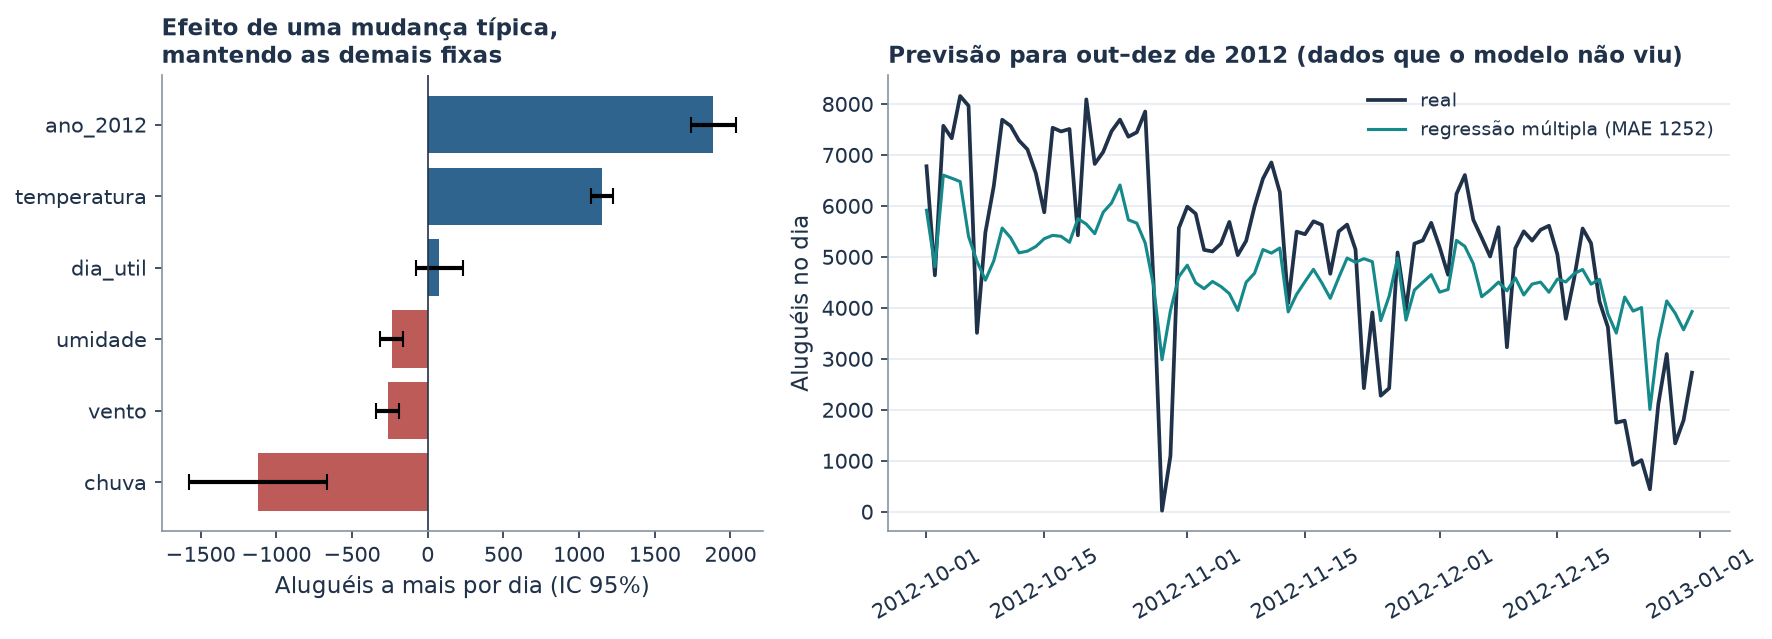 Efeito de uma mudança típica,
mantendo as demais fixas
ano_2012
temperatura
dia_util
umidade
vento
chuva
−1500 −1000 −500 0 500 1000 1500 2000
Aluguéis a mais por dia (IC 95%)
Previsão para out–dez de 2012 (dados que o modelo não viu)
real
regressão múltipla (MAE 1252)
Aluguéis no dia
8000
7000
6000
5000
4000
3000
2000
1000
0
2012-10-01 2012-10-15 2012-11-01 2012-11-15 2012-12-01 2012-12-15 2013-01-01